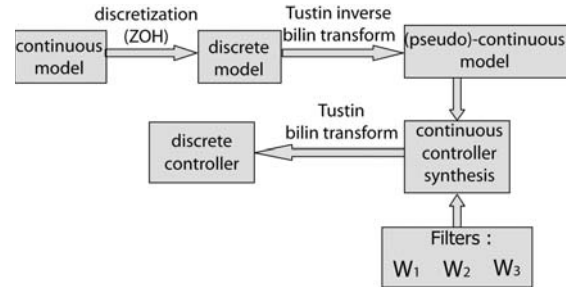 discretization
(ZOH)
Tustin inverse
bilin transform
continuous
model
discrete
model
(pseudo)-continuous
model
Tustin
bilin transform
discrete
controller
continuous
controller
synthesis
Filters :
W1 W2 W3